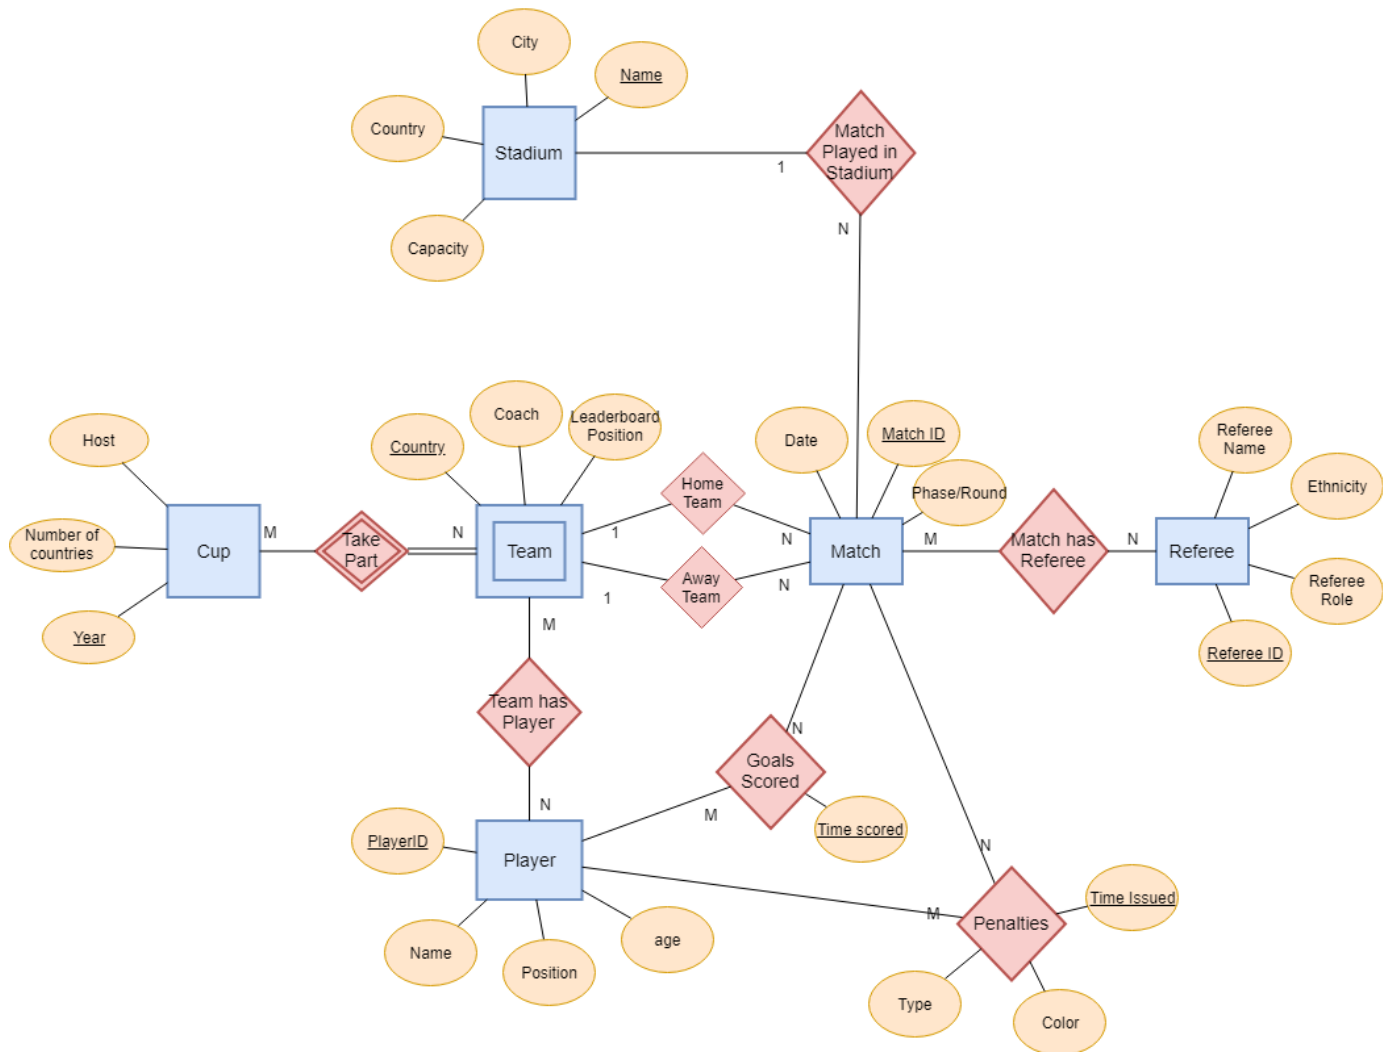 City
Name
Country
Stadium
Match
Played in
Stadium
1
N
Capacity
Host
Number of
countries
Year
Cup
M
Take
Part
N
Country
Coach
Leaderboard
Position
Team
Home
Team
1
N
Away
Team
1
N
Date
Match ID
Phase/Round
Match
M
Match has
Referee
N
Referee
Referee
Name
Ethnicity
Referee
Role
Referee ID
M
Team has
Player
N
Goals
Scored
N
M
Time scored
PlayerID
Player
Name
Position
age
N
M
Penalties
Time Issued
Type
Color